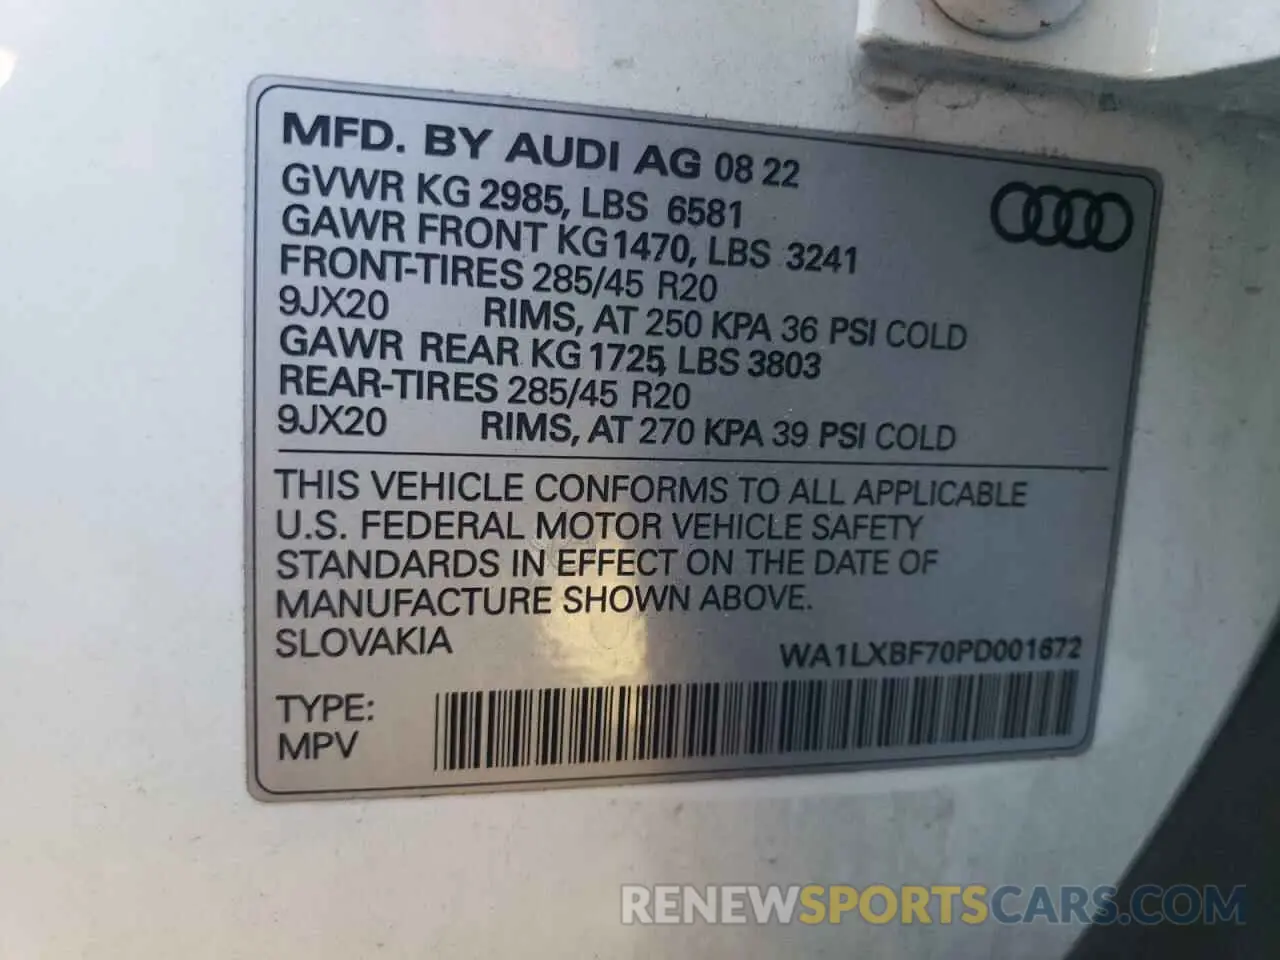 MFD. BY AUDI AG 08 22
GVWR KG 2985, LBS 6581
GAWR FRONT KG1470, LBS 3241
FRONT-TIRES 285/45 R20
9JX20 RIMS, AT 250 KPA 36 PSI COLD
GAWR REAR KG 1725, LBS 3803
REAR-TIRES 285/45 R20
9JX20 RIMS, AT 270 KPA 39 PSI COLD
THIS VEHICLE CONFORMS TO ALL APPLICABLE
U.S. FEDERAL MOTOR VEHICLE SAFETY
STANDARDS IN EFFECT ON THE DATE OF
MANUFACTURE SHOWN ABOVE.
SLOVAKIA WA1LXBF70PD001672
TYPE:
MPV
RENEWSPORTSCARS.COM